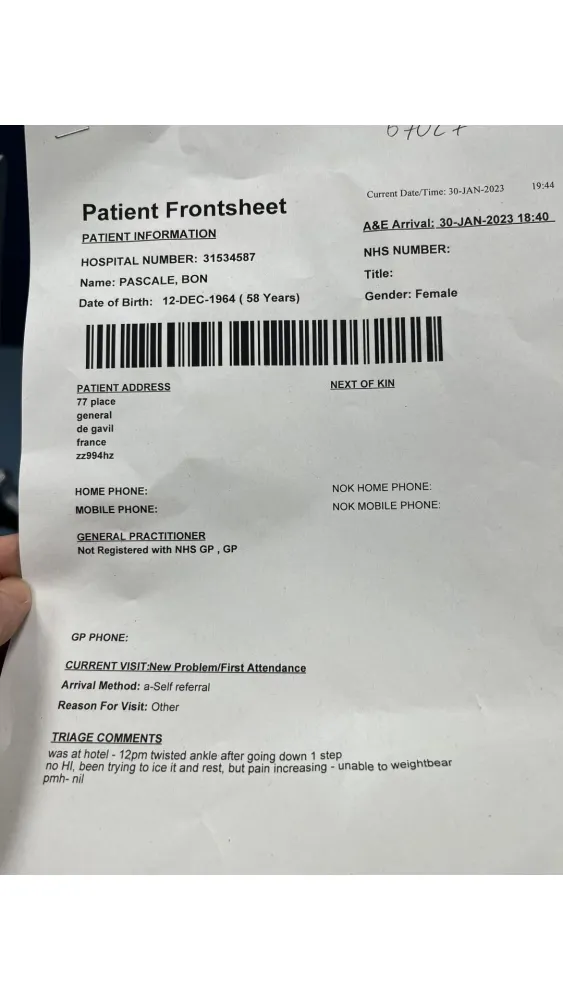 Current Date/Time: 30-JAN-2023 19:44
Patient Frontsheet
A&E Arrival: 30-JAN-2023 18:40
PATIENT INFORMATION
NHS NUMBER:
HOSPITAL NUMBER: 31534587
Title:
Name: PASCALE, BON
Gender: Female
Date of Birth: 12-DEC-1964 ( 58 Years)
PATIENT ADDRESS
77 place
general
de gavil
france
zz994hz
NEXT OF KIN
HOME PHONE:
NOK HOME PHONE:
MOBILE PHONE:
NOK MOBILE PHONE:
GENERAL PRACTITIONER
Not Registered with NHS GP , GP
GP PHONE:
CURRENT VISIT:New Problem/First Attendance
Arrival Method: a-Self referral
Reason For Visit: Other
TRIAGE COMMENTS
was at hotel - 12pm twisted ankle after going down 1 step
no HI, been trying to ice it and rest, but pain increasing - unable to weightbear
pmh- nil